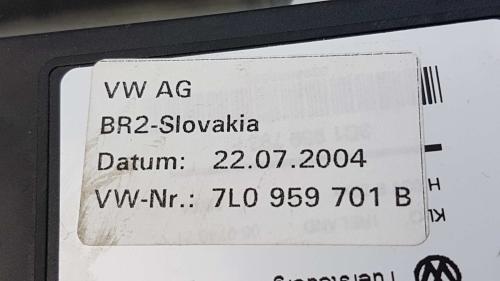 VW AG
BR2-Slovakia
Datum: 22.07.2004
VW-Nr.: 7L0 959 701 B